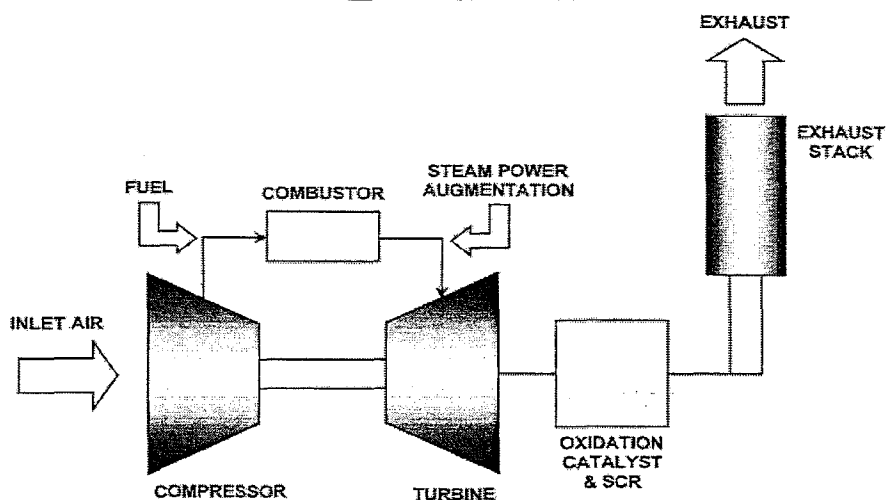 EXHAUST
EXHAUST
STACK
STEAM POWER
AUGMENTATION
FUEL
COMBUSTOR
INLET AIR
OXIDATION
CATALYST
& SCR
COMPRESSOR
TURBINE